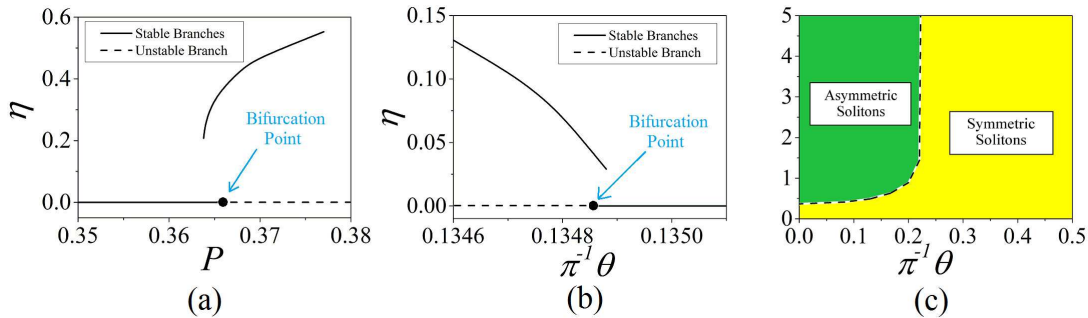 0.6
0.4
0.2
0.0
η
Stable Branches
Unstable Branch
Bifurcation
Point
0.35
0.36
0.37
0.38
P
(a)
0.15
0.10
0.05
0.00
η
Stable Branches
Unstable Branch
Bifurcation
Point
0.1346
0.1348
0.1350
π⁻¹ θ
(b)
5
4
3
2
1
0
Asymmetric
Solitons
Symmetric
Solitons
0.0
0.1
0.2
0.3
0.4
0.5
π⁻¹ θ
(c)